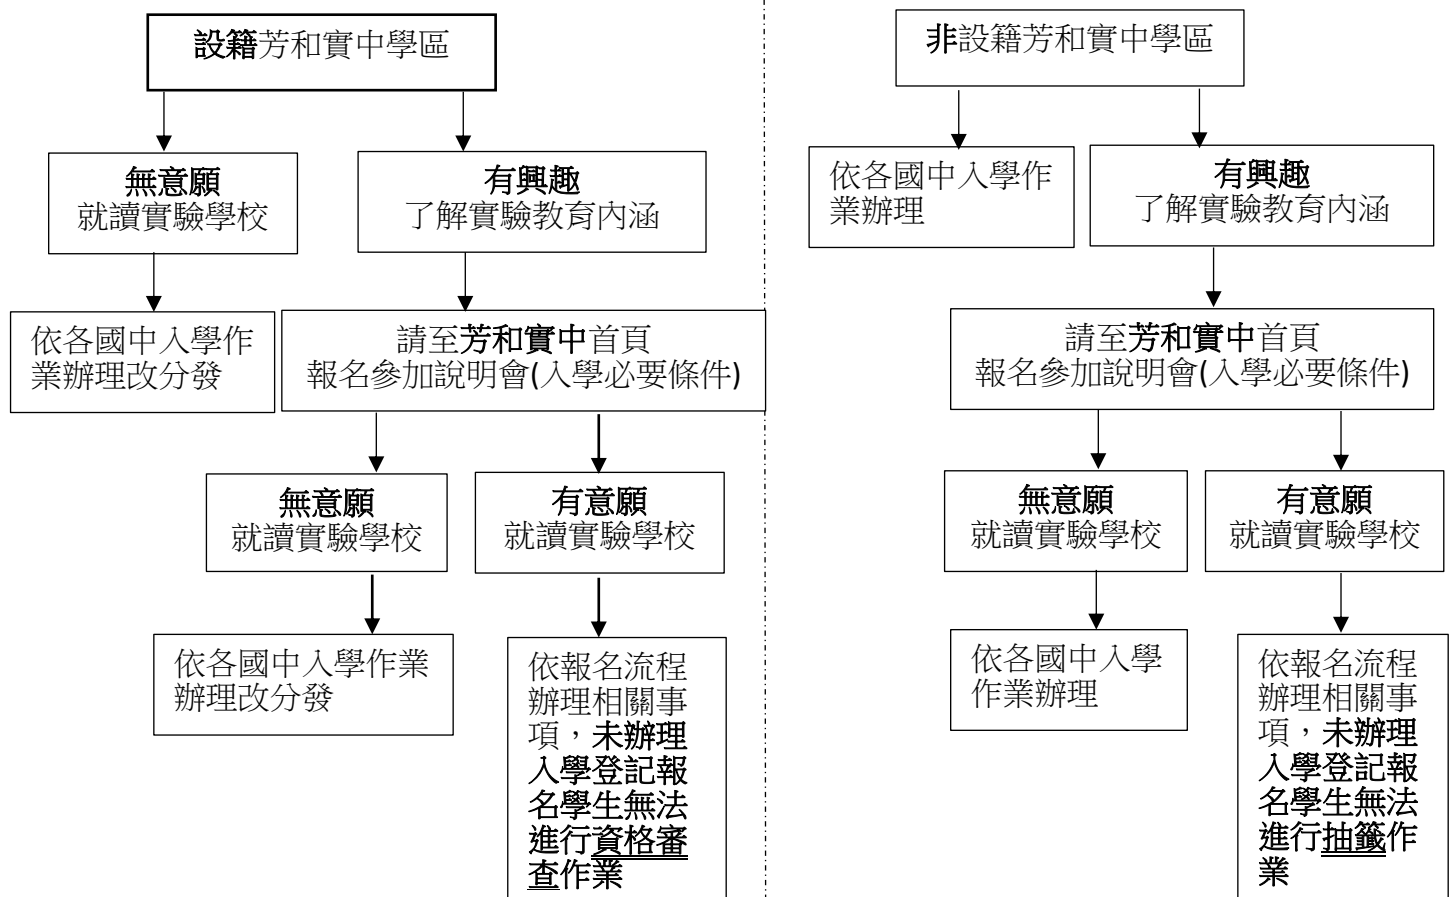 設籍芳和實中學區
無意願
就讀實驗學校
有興趣
了解實驗教育內涵
依各國中入學作
業辦理改分發
請至芳和實中首頁
報名參加說明會(入學必要條件)
無意願
就讀實驗學校
有意願
就讀實驗學校
依各國中入學作業
辦理改分發
依報名流程
辦理相關事
項，未辦理
入學登記報
名學生無法
進行資格審
查作業
非設籍芳和實中學區
依各國中入學作
業辦理
有興趣
了解實驗教育內涵
請至芳和實中首頁
報名參加說明會(入學必要條件)
無意願
就讀實驗學校
有意願
就讀實驗學校
依各國中入學
作業辦理
依報名流程
辦理相關事
項，未辦理
入學登記報
名學生無法
進行抽籤作
業